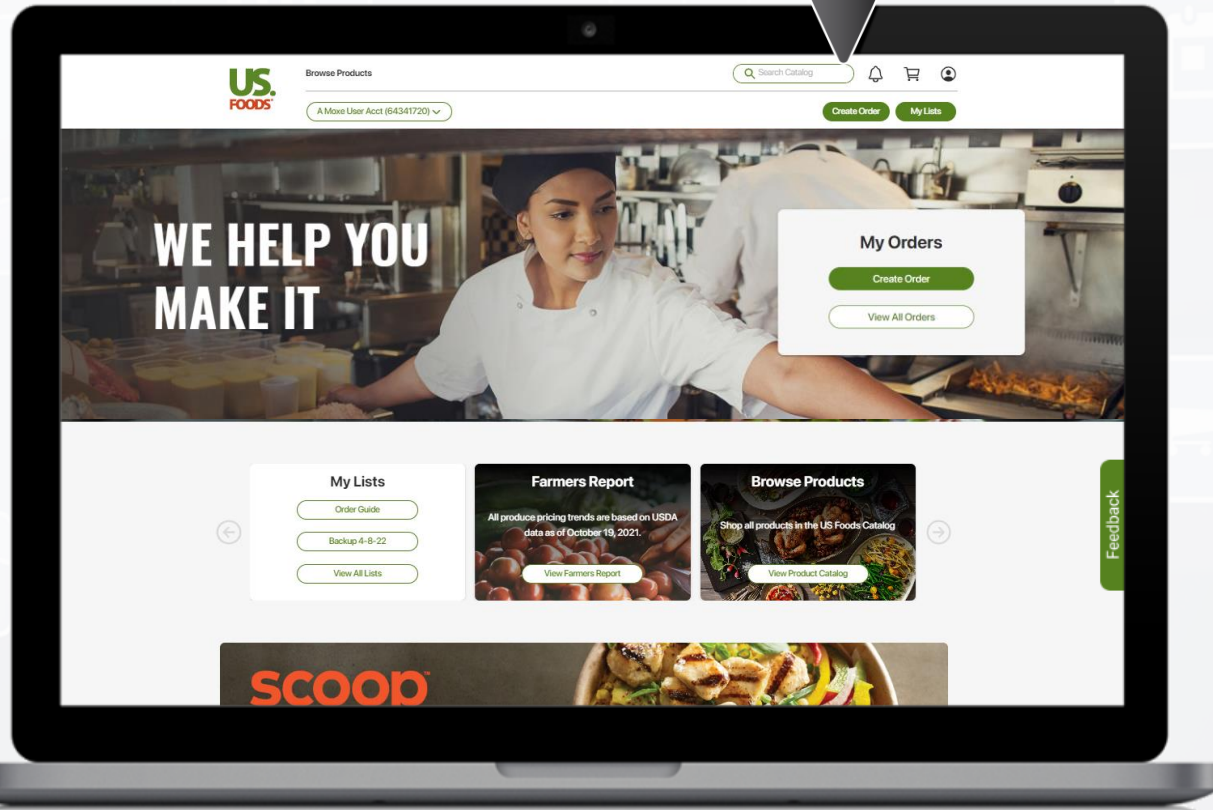 US.
FOODS
Browse Products
Search Catalog
A Moxe User Acct (64341720)
Create Order
My Lists
WE HELP YOU
MAKE IT
My Orders
Create Order
View All Orders
My Lists
Order Guide
Backup 4-8-22
View All Lists
Farmers Report
All produce pricing trends are based on USDA
data as of October 19, 2021.
View Farmers Report
Browse Products
Shop all products in the US Foods Catalog
View Product Catalog
Feedback
SCOOP™